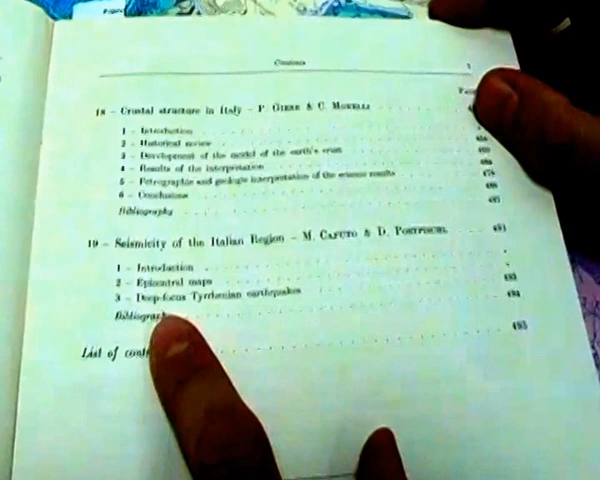 Contents
18 - Crustal structure in Italy - P. GIESE & C. MORELLI
1 - Introduction
2 - Historical review
3 - Development of the model of the earth's crust
4 - Results of the interpretation
5 - Petrographic and geologic interpretation of the seismic results
6 - Conclusions
Bibliography
19 - Seismicity of the Italian Region - M. CAPUTO & D. POSTPISCHL
1 - Introduction
2 - Epicentral maps
3 - Deep-focus Tyrrhenian earthquakes
Bibliograph
List of cont 495